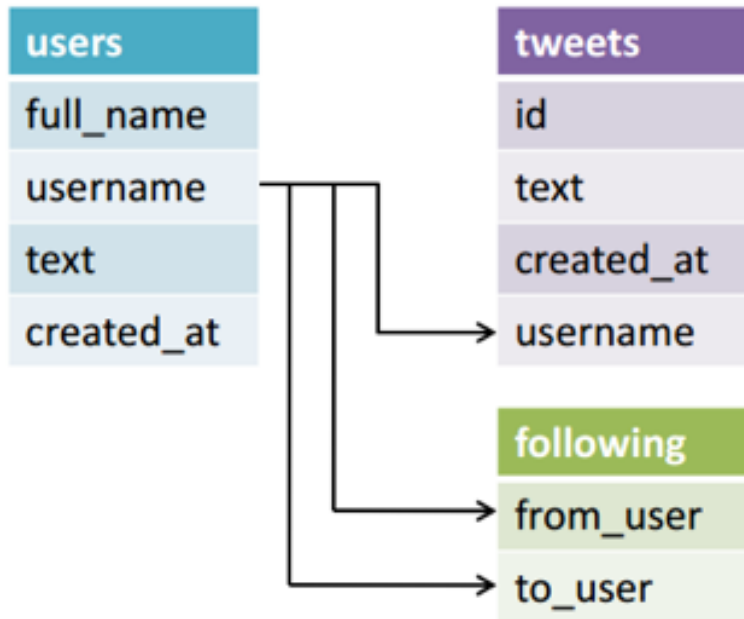 users
full_name
username
text
created_at
tweets
id
text
created_at
username
following
from_user
to_user